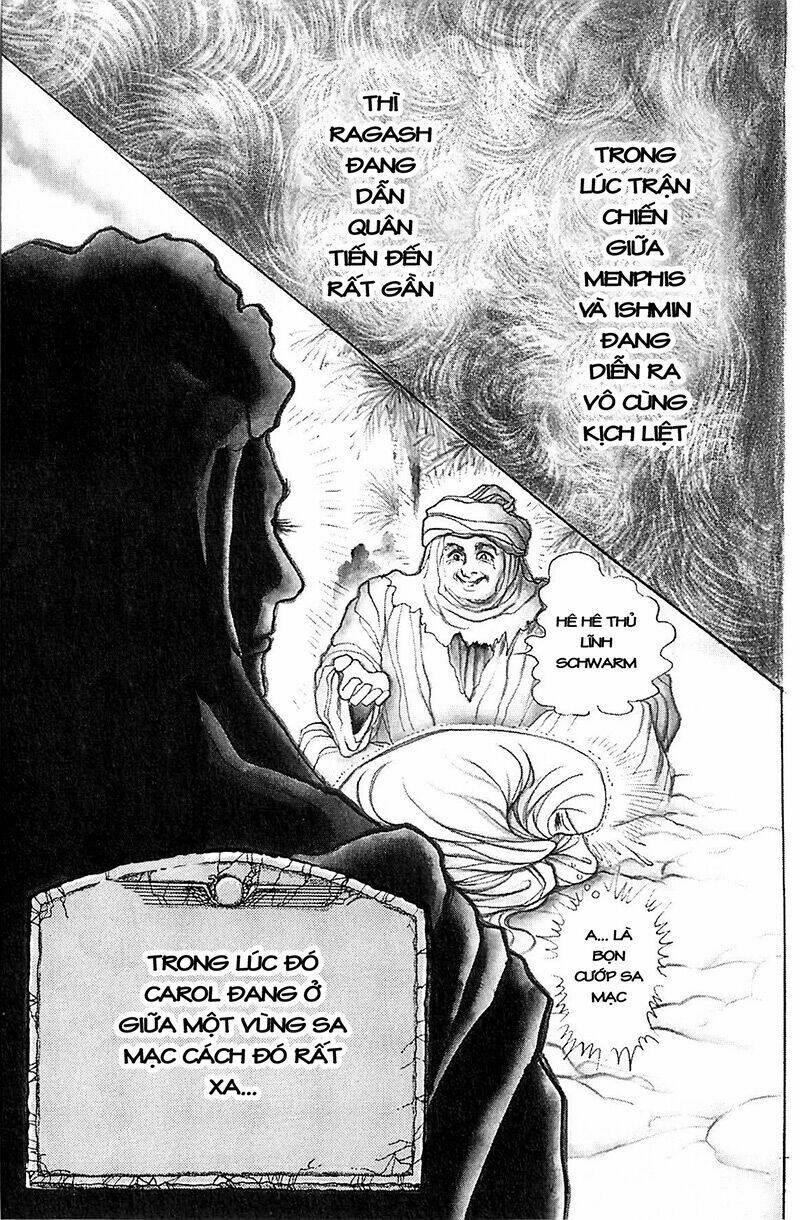 TRONG
LÚC TRẬN
CHIẾN
GIỮA
MENPHIS
VÀ ISHMIN
ĐANG
DIỄN RA
VÔ CÙNG
KỊCH LIỆT
THÌ
RAGASH
ĐANG
DẪN
QUÂN
TIẾN ĐẾN
RẤT GẦN
HÊ HÊ THỦ
LĨNH
SCHWARM
A... LÀ
BỌN
CƯỚP SA
MẠC
TRONG LÚC ĐÓ
CAROL ĐANG Ở
GIỮA MỘT VÙNG SA
MẠC CÁCH ĐÓ RẤT
XA...